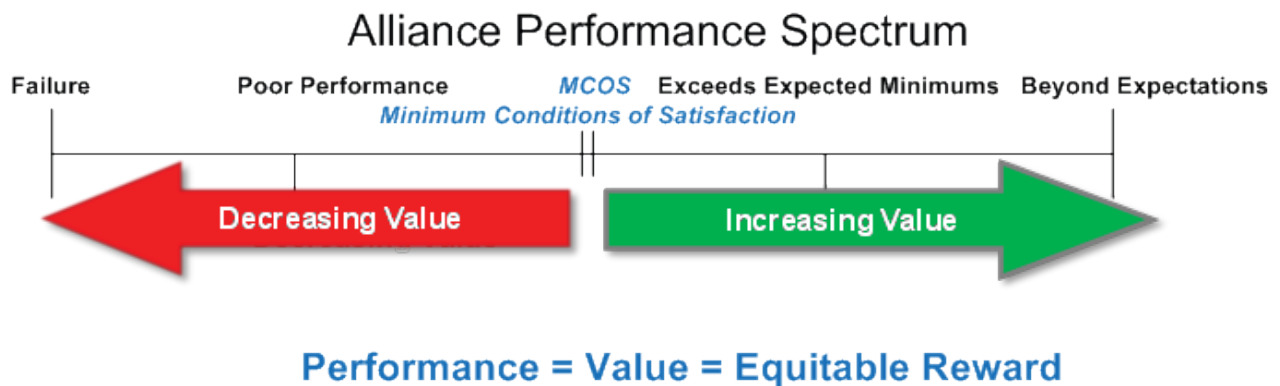 Alliance Performance Spectrum
Failure Poor Performance MCOS Exceeds Expected Minimums Beyond Expectations
Minimum Conditions of Satisfaction
Decreasing Value Increasing Value
Performance = Value = Equitable Reward